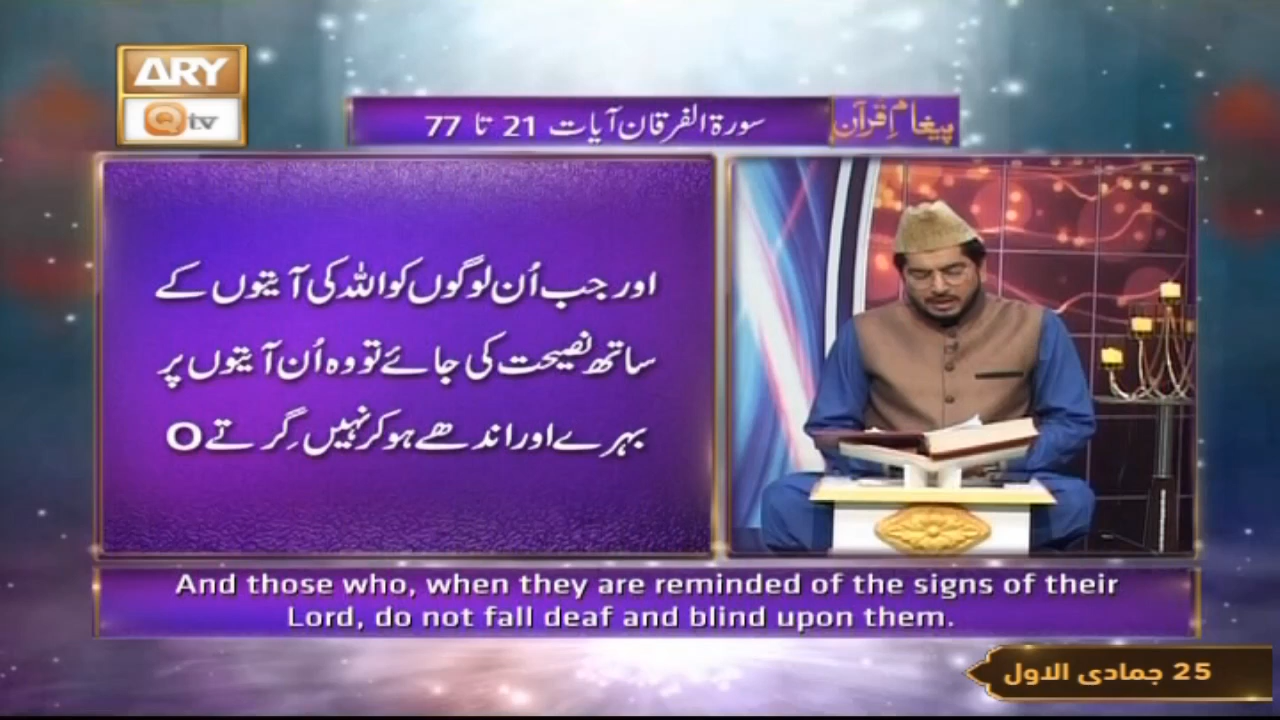 ARY
Qtv
پیغامِ قرآن
سورۃ الفرقان آیات 21 تا 77
اور جب اُن لوگوں کو اللہ کی آیتوں کے
ساتھ نصیحت کی جائے تو وہ اُن آیتوں پر
بہرے اور اندھے ہو کر نہیں گِرتے O
And those who, when they are reminded of the signs of their
Lord, do not fall deaf and blind upon them.
25 جمادی الاول